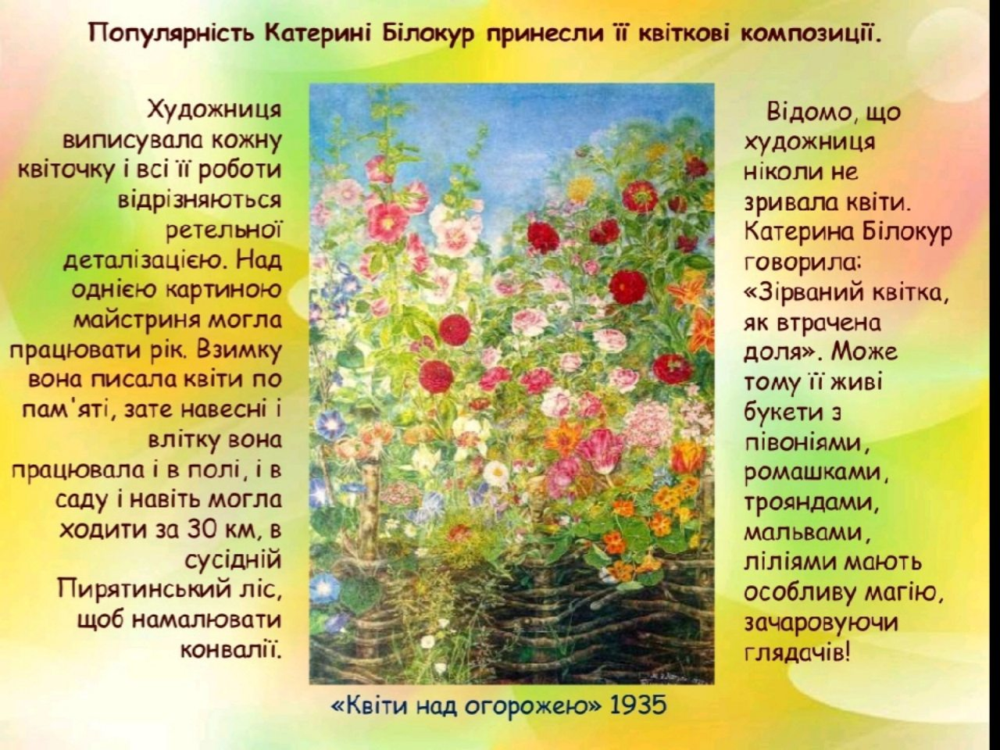 Популярність Катерині Білокур принесли її квіткові композиції.
Художниця
виписувала кожну
квіточку і всі її роботи
відрізняються
ретельної
деталізацією. Над
однією картиною
майстриня могла
працювати рік. Взимку
вона писала квіти по
пам'яті, зате навесні і
влітку вона
працювала і в полі, і в
саду і навіть могла
ходити за 30 км, в
сусідній
Пирятинський ліс,
щоб намалювати
конвалії.
Відомо, що
художниця
ніколи не
зривала квіти.
Катерина Білокур
говорила:
«Зірваний квітка,
як втрачена
доля». Може
тому її живі
букети з
півоніями,
ромашками,
трояндами,
мальвами,
ліліями мають
особливу магію,
зачаровуючи
глядачів!
«Квіти над огорожею» 1935